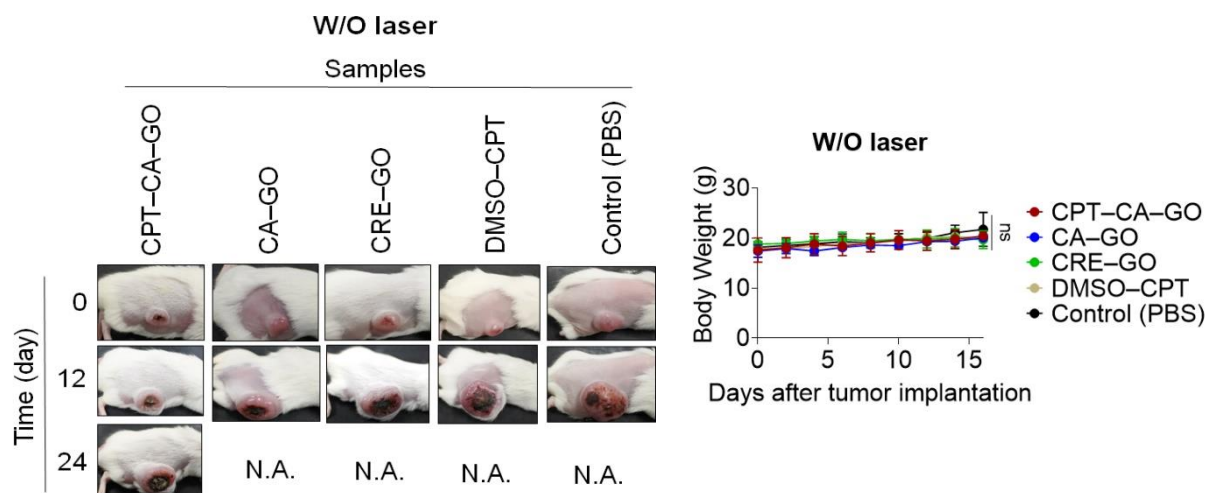 W/O laser
Samples
CPT–CA–GO
CA–GO
CRE–GO
DMSO–CPT
Control (PBS)
Time (day)
0
12
24
N.A.
N.A.
N.A.
N.A.
W/O laser
Body Weight (g)
30
20
10
0
0
5
10
15
Days after tumor implantation
ns
CPT–CA–GO
CA–GO
CRE–GO
DMSO–CPT
Control (PBS)